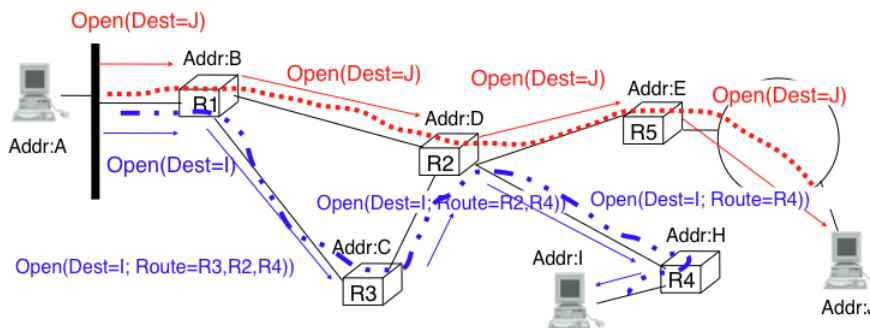 Open(Dest=J)
Addr:B
Open(Dest=J)
Open(Dest=J)
Addr:E
Open(Dest=J)
R1
Addr:D
R5
Addr:A
Open(Dest=I)
R2
Open(Dest=I; Route=R2,R4))
Open(Dest=I; Route=R4))
Addr:C
Addr:H
Open(Dest=I; Route=R3,R2,R4))
Addr:I
R3
R4
Addr: